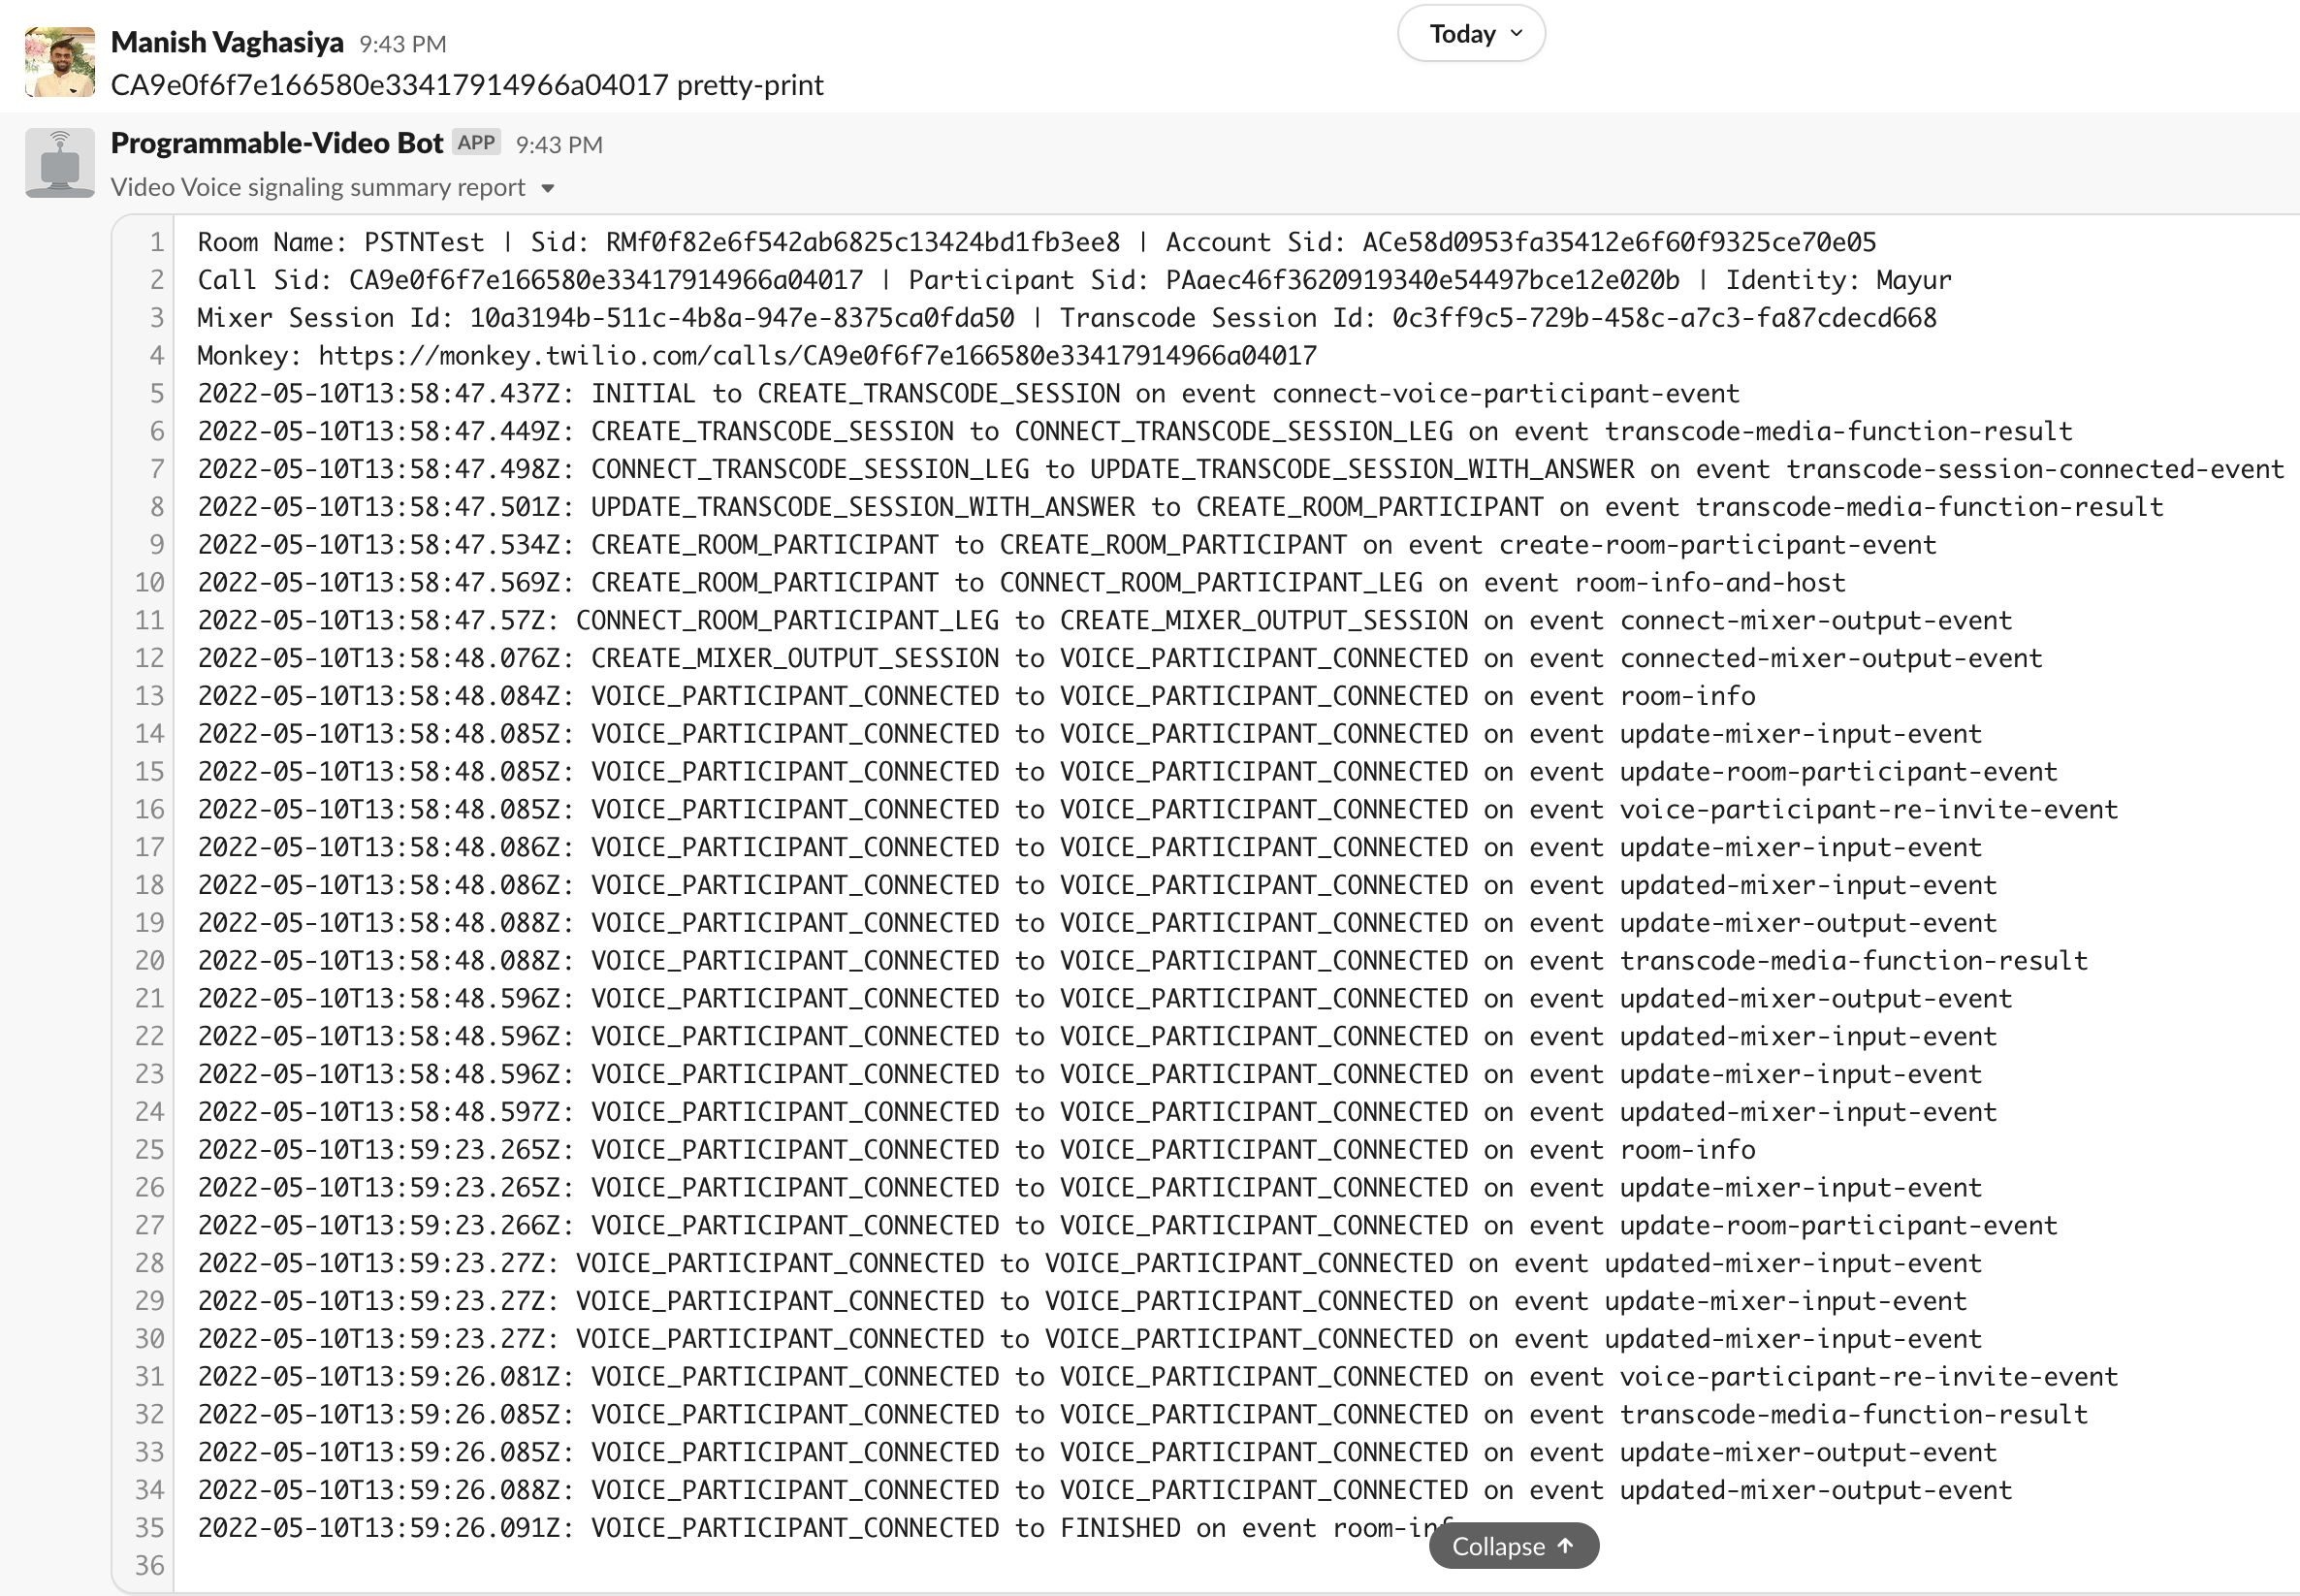 Today
Manish Vaghasiya 9:43 PM
CA9e0f6f7e166580e33417914966a04017 pretty-print
Programmable-Video Bot APP 9:43 PM
Video Voice signaling summary report
1 Room Name: PSTNTest | Sid: RMf0f82e6f542ab6825c13424bd1fb3ee8 | Account Sid: ACe58d0953fa35412e6f60f9325ce70e05
2 Call Sid: CA9e0f6f7e166580e33417914966a04017 | Participant Sid: PAaec46f3620919340e54497bce12e020b | Identity: Mayur
3 Mixer Session Id: 10a3194b-511c-4b8a-947e-8375ca0fda50 | Transcode Session Id: 0c3ff9c5-729b-458c-a7c3-fa87cdecd668
4 Monkey: https://monkey.twilio.com/calls/CA9e0f6f7e166580e33417914966a04017
5 2022-05-10T13:58:47.437Z: INITIAL to CREATE_TRANSCODE_SESSION on event connect-voice-participant-event
6 2022-05-10T13:58:47.449Z: CREATE_TRANSCODE_SESSION to CONNECT_TRANSCODE_SESSION_LEG on event transcode-media-function-result
7 2022-05-10T13:58:47.498Z: CONNECT_TRANSCODE_SESSION_LEG to UPDATE_TRANSCODE_SESSION_WITH_ANSWER on event transcode-session-connected-event
8 2022-05-10T13:58:47.501Z: UPDATE_TRANSCODE_SESSION_WITH_ANSWER to CREATE_ROOM_PARTICIPANT on event transcode-media-function-result
9 2022-05-10T13:58:47.534Z: CREATE_ROOM_PARTICIPANT to CREATE_ROOM_PARTICIPANT on event create-room-participant-event
10 2022-05-10T13:58:47.569Z: CREATE_ROOM_PARTICIPANT to CONNECT_ROOM_PARTICIPANT_LEG on event room-info-and-host
11 2022-05-10T13:58:47.57Z: CONNECT_ROOM_PARTICIPANT_LEG to CREATE_MIXER_OUTPUT_SESSION on event connect-mixer-output-event
12 2022-05-10T13:58:48.076Z: CREATE_MIXER_OUTPUT_SESSION to VOICE_PARTICIPANT_CONNECTED on event connected-mixer-output-event
13 2022-05-10T13:58:48.084Z: VOICE_PARTICIPANT_CONNECTED to VOICE_PARTICIPANT_CONNECTED on event room-info
14 2022-05-10T13:58:48.085Z: VOICE_PARTICIPANT_CONNECTED to VOICE_PARTICIPANT_CONNECTED on event update-mixer-input-event
15 2022-05-10T13:58:48.085Z: VOICE_PARTICIPANT_CONNECTED to VOICE_PARTICIPANT_CONNECTED on event update-room-participant-event
16 2022-05-10T13:58:48.085Z: VOICE_PARTICIPANT_CONNECTED to VOICE_PARTICIPANT_CONNECTED on event voice-participant-re-invite-event
17 2022-05-10T13:58:48.086Z: VOICE_PARTICIPANT_CONNECTED to VOICE_PARTICIPANT_CONNECTED on event update-mixer-input-event
18 2022-05-10T13:58:48.086Z: VOICE_PARTICIPANT_CONNECTED to VOICE_PARTICIPANT_CONNECTED on event updated-mixer-input-event
19 2022-05-10T13:58:48.088Z: VOICE_PARTICIPANT_CONNECTED to VOICE_PARTICIPANT_CONNECTED on event update-mixer-output-event
20 2022-05-10T13:58:48.088Z: VOICE_PARTICIPANT_CONNECTED to VOICE_PARTICIPANT_CONNECTED on event transcode-media-function-result
21 2022-05-10T13:58:48.596Z: VOICE_PARTICIPANT_CONNECTED to VOICE_PARTICIPANT_CONNECTED on event updated-mixer-output-event
22 2022-05-10T13:58:48.596Z: VOICE_PARTICIPANT_CONNECTED to VOICE_PARTICIPANT_CONNECTED on event updated-mixer-input-event
23 2022-05-10T13:58:48.596Z: VOICE_PARTICIPANT_CONNECTED to VOICE_PARTICIPANT_CONNECTED on event update-mixer-input-event
24 2022-05-10T13:58:48.597Z: VOICE_PARTICIPANT_CONNECTED to VOICE_PARTICIPANT_CONNECTED on event updated-mixer-input-event
25 2022-05-10T13:59:23.265Z: VOICE_PARTICIPANT_CONNECTED to VOICE_PARTICIPANT_CONNECTED on event room-info
26 2022-05-10T13:59:23.265Z: VOICE_PARTICIPANT_CONNECTED to VOICE_PARTICIPANT_CONNECTED on event update-mixer-input-event
27 2022-05-10T13:59:23.266Z: VOICE_PARTICIPANT_CONNECTED to VOICE_PARTICIPANT_CONNECTED on event update-room-participant-event
28 2022-05-10T13:59:23.27Z: VOICE_PARTICIPANT_CONNECTED to VOICE_PARTICIPANT_CONNECTED on event updated-mixer-input-event
29 2022-05-10T13:59:23.27Z: VOICE_PARTICIPANT_CONNECTED to VOICE_PARTICIPANT_CONNECTED on event update-mixer-input-event
30 2022-05-10T13:59:23.27Z: VOICE_PARTICIPANT_CONNECTED to VOICE_PARTICIPANT_CONNECTED on event updated-mixer-input-event
31 2022-05-10T13:59:26.081Z: VOICE_PARTICIPANT_CONNECTED to VOICE_PARTICIPANT_CONNECTED on event voice-participant-re-invite-event
32 2022-05-10T13:59:26.085Z: VOICE_PARTICIPANT_CONNECTED to VOICE_PARTICIPANT_CONNECTED on event transcode-media-function-result
33 2022-05-10T13:59:26.085Z: VOICE_PARTICIPANT_CONNECTED to VOICE_PARTICIPANT_CONNECTED on event update-mixer-output-event
34 2022-05-10T13:59:26.088Z: VOICE_PARTICIPANT_CONNECTED to VOICE_PARTICIPANT_CONNECTED on event updated-mixer-output-event
35 2022-05-10T13:59:26.091Z: VOICE_PARTICIPANT_CONNECTED to FINISHED on event room-inf
Collapse
36